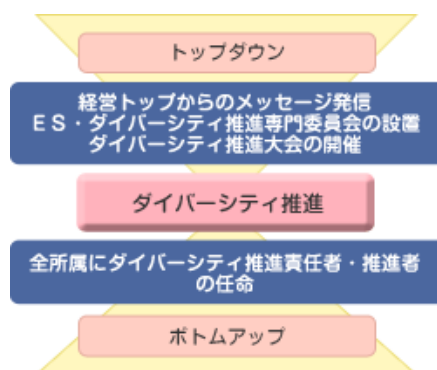 トップダウン
経営トップからのメッセージ発信
ES・ダイバーシティ推進専門委員会の設置
ダイバーシティ推進大会の開催
ダイバーシティ推進
全所属にダイバーシティ推進責任者・推進者
の任命
ボトムアップ